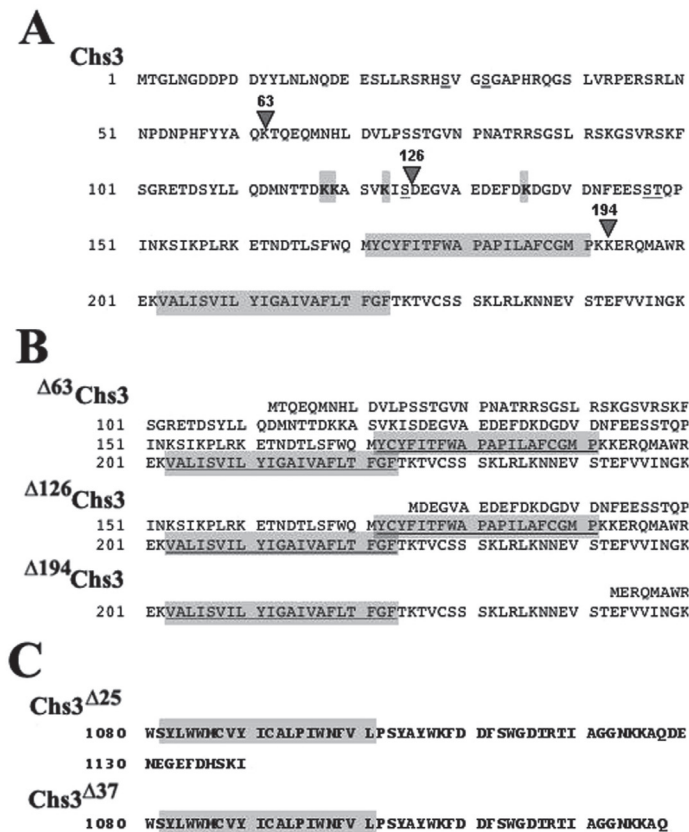 A
Chs3
1 MTGLNGDDPD DYYLNLNQDE ESLLRSRHSV GSGAPHRQGS LVRPERSRLN
63
51 NPDNPHFYYA QKTQEQMNHL DVLPSSTGVN PNATRRSGSL RSKGSVRSKF
126
101 SGRETDSYLL QDMNTTDKKA SVKISDEGVA EDEFDKDGDV DNFEESSTQP
194
151 INKSIKPLRK ETNDTLSFWQ MYCYFITFWA PAPILAFCGM PKKERQMAWR
201 EKVALISVIL YIGAIVAFLT FGFTKTVCSS SKLRLKNNEV STEFVVINGK
B
Δ63Chs3
MTQEQMNHL DVLPSSTGVN PNATRRSGSL RSKGSVRSKF
101 SGRETDSYLL QDMNTTDKKA SVKISDEGVA EDEFDKDGDV DNFEESSTQP
151 INKSIKPLRK ETNDTLSFWQ MYCYFITFWA PAPILAFCGM PKKERQMAWR
201 EKVALISVIL YIGAIVAFLT FGFTKTVCSS SKLRLKNNEV STEFVVINGK
Δ126Chs3
MDEGVA EDEFDKDGDV DNFEESSTQP
151 INKSIKPLRK ETNDTLSFWQ MYCYFITFWA PAPILAFCGM PKKERQMAWR
201 EKVALISVIL YIGAIVAFLT FGFTKTVCSS SKLRLKNNEV STEFVVINGK
Δ194Chs3
MERQMAWR
201 EKVALISVIL YIGAIVAFLT FGFTKTVCSS SKLRLKNNEV STEFVVINGK
C
Chs3Δ25
1080 WSYLWWMCVY ICALPIWNFV LPSYAYWKFD DFSWGDTRTI AGGNKKAQDE
1130 NEGEFDHSKI
Chs3Δ37
1080 WSYLWWMCVY ICALPIWNFV LPSYAYWKFD DFSWGDTRTI AGGNKKAQ